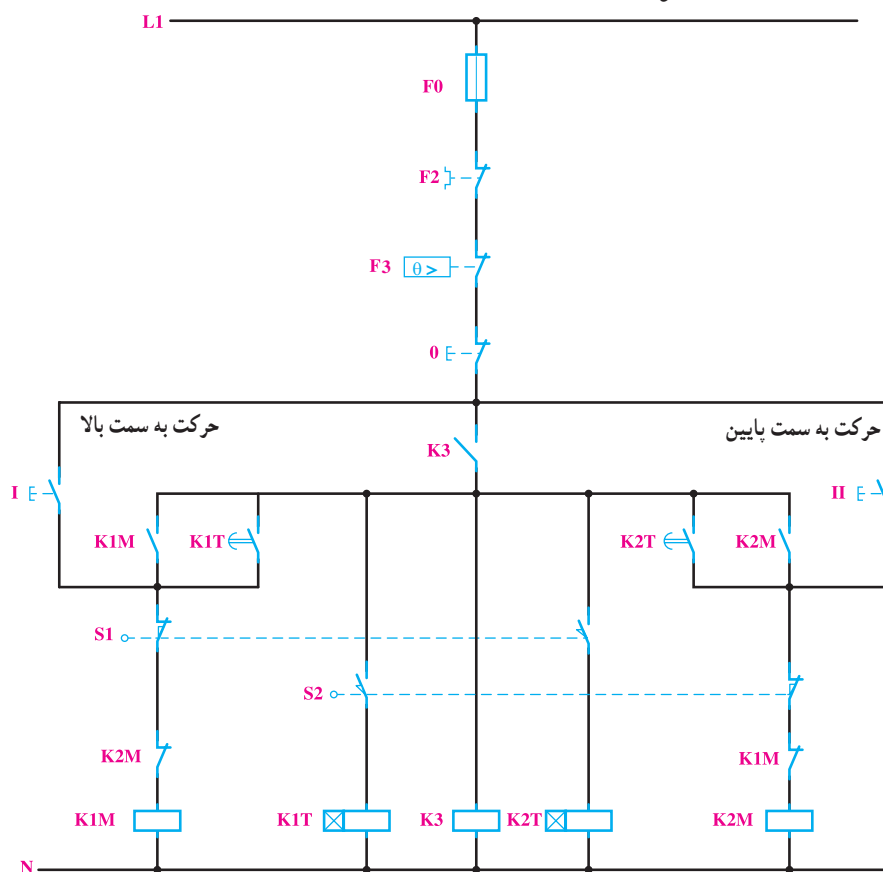 L1
F0
F2
F3 θ >
0
حرکت به سمت بالا
حرکت به سمت پایین
K3
I
II
K1M
K1T
K2T
K2M
S1
S2
K2M
K1M
K1M
K1T
K3
K2T
K2M
N